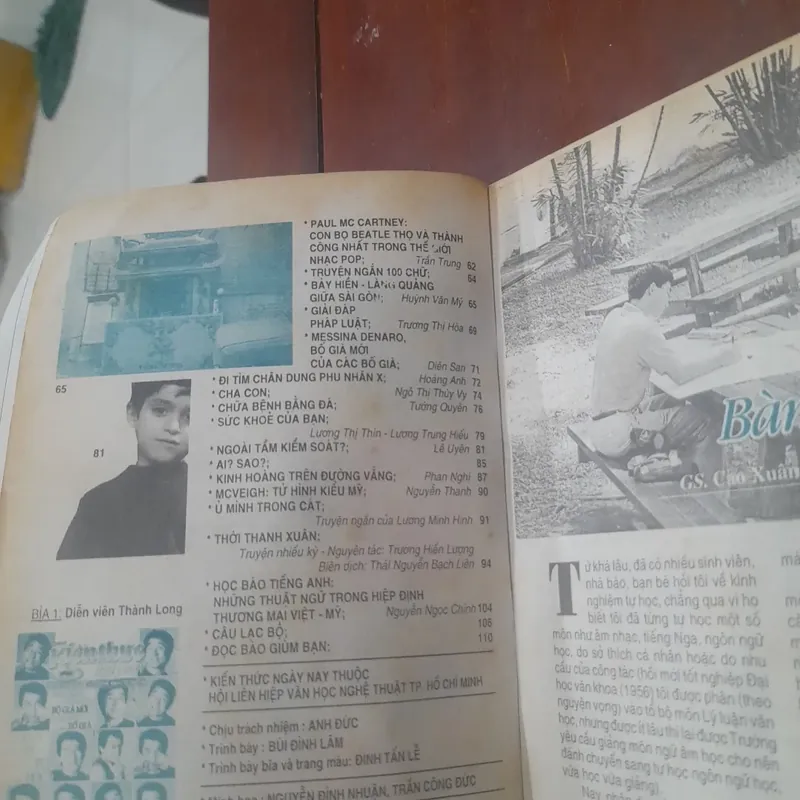 * PAUL MC CARTNEY:
CON BỌ BEATLE THỌ VÀ THÀNH
CÔNG NHẤT TRONG THẾ GIỚI
NHẠC POP; Trần Trung 62
* TRUYỆN NGẮN 100 CHỮ; 64
* BẢY HIỀN - LÀNG QUẢNG
GIỮA SÀI GÒN; Huỳnh Văn Mỹ 65
* GIẢI ĐÁP
PHÁP LUẬT; Trương Thị Hòa 69
* MESSINA DENARO,
BỐ GIÀ MỚI
CỦA CÁC BỐ GIÀ; Diên San 71
* ĐI TÌM CHÂN DUNG PHU NHÂN X; Hoàng Anh 72
* CHA CON; Ngô Thị Thúy Vy 74
* CHỮA BỆNH BẰNG ĐÁ; Tường Quyên 76
* SỨC KHOẺ CỦA BẠN;
Lương Thị Thìn - Lương Trung Hiếu 79
* NGOÀI TẦM KIỂM SOÁT?; Lê Uyên 81
* AI? SAO?; 85
* KINH HOÀNG TRÊN ĐƯỜNG VẮNG; Phan Nghị 87
* MCVEIGH: TỬ HÌNH KIỂU MỸ; Nguyễn Thanh 90
* Ủ MÌNH TRONG CÁT;
Truyện ngắn của Lương Minh Hinh 91
* THỜI THANH XUÂN;
Truyện nhiều kỳ - Nguyên tác: Trương Hiền Lượng
Biên dịch: Thái Nguyễn Bạch Liên 94
* HỌC BÁO TIẾNG ANH:
NHỮNG THUẬT NGỮ TRONG HIỆP ĐỊNH
THƯƠNG MẠI VIỆT - MỸ; Nguyễn Ngọc Chính 104
* CÂU LẠC BỘ; 106
* ĐỌC BÁO GIÙM BẠN: 110
* KIẾN THỨC NGÀY NAY THUỘC
HỘI LIÊN HIỆP VĂN HỌC NGHỆ THUẬT TP. HỒ CHÍ MINH
* Chịu trách nhiệm : ANH ĐỨC
* Trình bày : BÙI ĐÌNH LÂM
* Trình bày bìa và trang màu: ĐINH TẤN LỄ
NGUYỄN ĐÌNH NHUẬN, TRẦN CÔNG ĐỨC
65
81
BÌA 1: Diễn viên Thành Long
Kiến thức
BỐ GIÀ MỚI
Bàn
GS. Cao Xuân
Từ khá lâu, đã có nhiều sinh viên,
nhà báo, bạn bè hỏi tôi về kinh
nghiệm tự học, chẳng qua vì họ
biết tôi đã từng tự học một số
môn như âm nhạc, tiếng Nga, ngôn ngữ
học, do sở thích cá nhân hoặc do nhu
cầu của công tác (hồi mới tốt nghiệp Đại
học văn khoa (1956) tôi được phân (theo
nguyện vọng) vào tổ bộ môn Lý luận văn
học, nhưng được ít lâu thì lại được Trường
yêu cầu giảng môn ngữ âm học cho nên
đành chuyển sang tự học ngôn ngữ học,
vừa học vừa giảng).